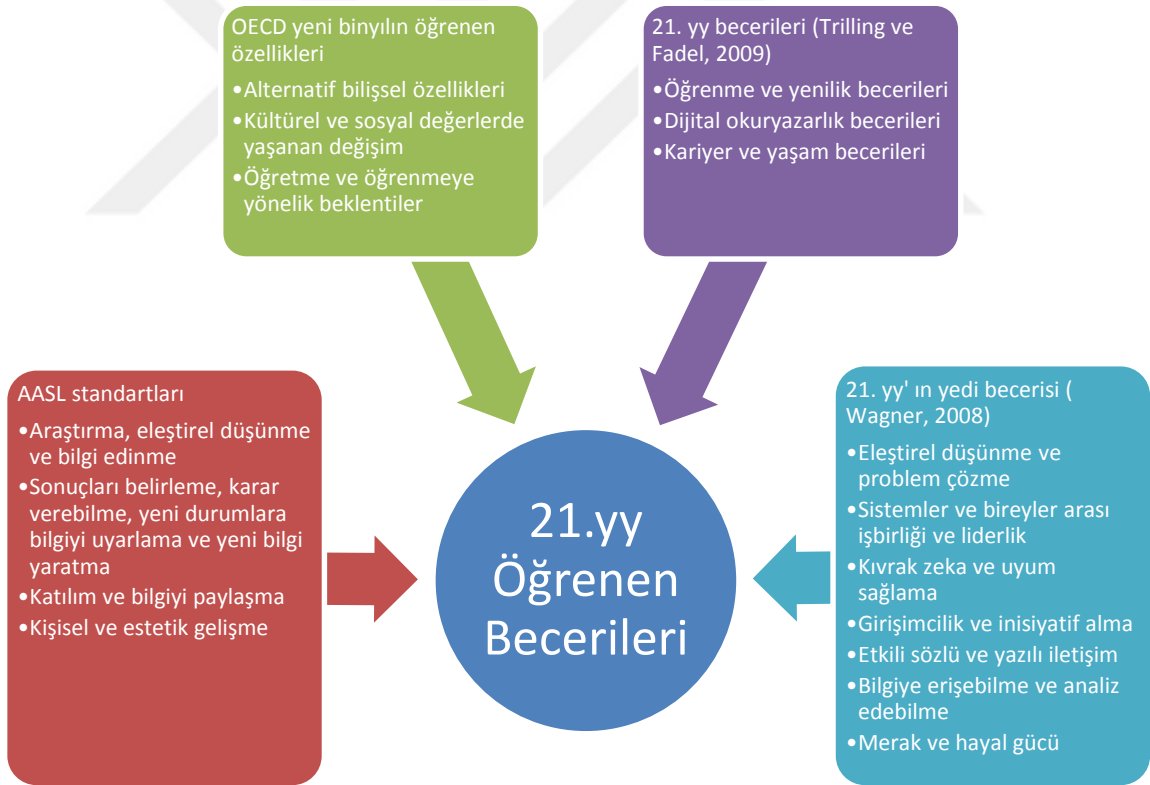 OECD yeni binyılın öğrenen
özellikleri
•Alternatif bilişsel özellikleri
•Kültürel ve sosyal değerlerde
yaşanan değişim
•Öğretme ve öğrenmeye
yönelik beklentiler
21. yy becerileri (Trilling ve
Fadel, 2009)
•Öğrenme ve yenilik becerileri
•Dijital okuryazarlık becerileri
•Kariyer ve yaşam becerileri
AASL standartları
•Araştırma, eleştirel düşünme
ve bilgi edinme
•Sonuçları belirleme, karar
verebilme, yeni durumlara
bilgiyi uyarlama ve yeni bilgi
yaratma
•Katılım ve bilgiyi paylaşma
•Kişisel ve estetik gelişme
21.yy
Öğrenen
Becerileri
21. yy' ın yedi becerisi (
Wagner, 2008)
•Eleştirel düşünme ve
problem çözme
•Sistemler ve bireyler arası
işbirliği ve liderlik
•Kıvrak zeka ve uyum
sağlama
•Girişimcilik ve inisiyatif alma
•Etkili sözlü ve yazılı iletişim
•Bilgiye erişebilme ve analiz
edebilme
•Merak ve hayal gücü